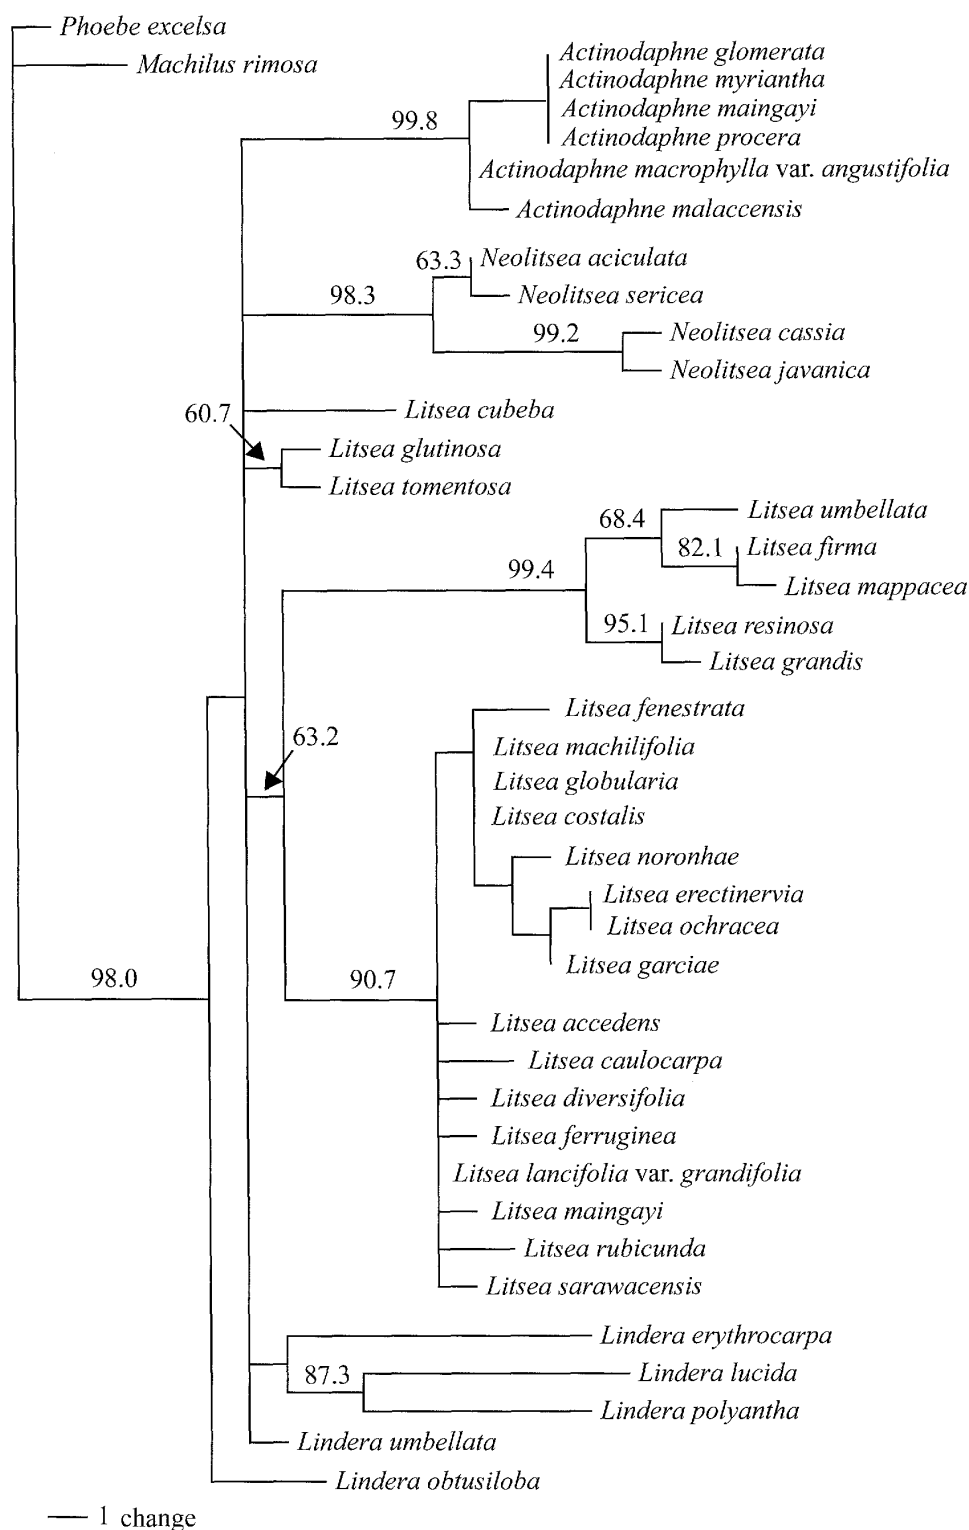 Phoebe excelsa
Machilus rimosa
Actinodaphne glomerata
Actinodaphne myriantha
Actinodaphne maingayi
99.8
Actinodaphne procera
Actinodaphne macrophylla var. angustifolia
Actinodaphne malaccensis
63.3 Neolitsea aciculata
98.3
Neolitsea sericea
99.2
Neolitsea cassia
Neolitsea javanica
60.7
Litsea cubeba
Litsea glutinosa
Litsea tomentosa
68.4
Litsea umbellata
82.1 Litsea firma
99.4
Litsea mappacea
95.1 Litsea resinosa
Litsea grandis
Litsea fenestrata
63.2
Litsea machilifolia
Litsea globularia
Litsea costalis
Litsea noronhae
Litsea erectinervia
Litsea ochracea
Litsea garciae
98.0
90.7
Litsea accedens
Litsea caulocarpa
Litsea diversifolia
Litsea ferruginea
Litsea lancifolia var. grandifolia
Litsea maingayi
Litsea rubicunda
Litsea sarawacensis
Lindera erythrocarpa
87.3
Lindera lucida
Lindera polyantha
Lindera umbellata
Lindera obtusiloba
1 change